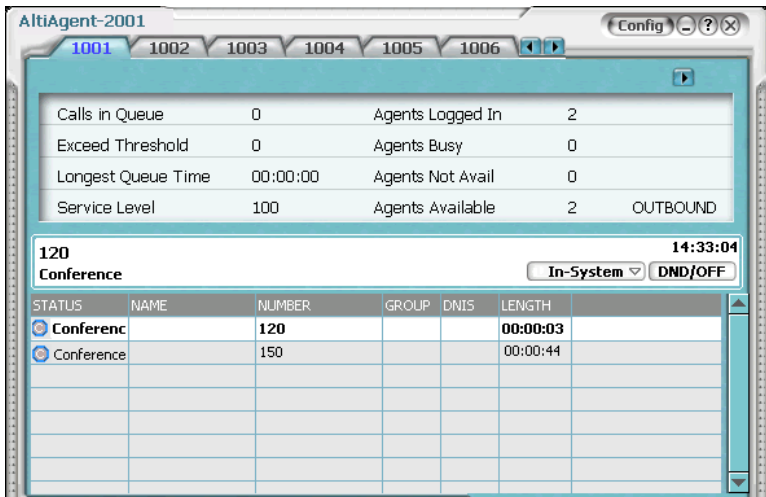 AltiAgent-2001 Config ?
1001 1002 1003 1004 1005 1006
Calls in Queue 0 Agents Logged In 2
Exceed Threshold 0 Agents Busy 0
Longest Queue Time 00:00:00 Agents Not Avail 0
Service Level 100 Agents Available 2 OUTBOUND
120 14:33:04
Conference In-System DND/OFF
STATUS NAME NUMBER GROUP DNIS LENGTH
Conferenc 120 00:00:03
Conference 150 00:00:44